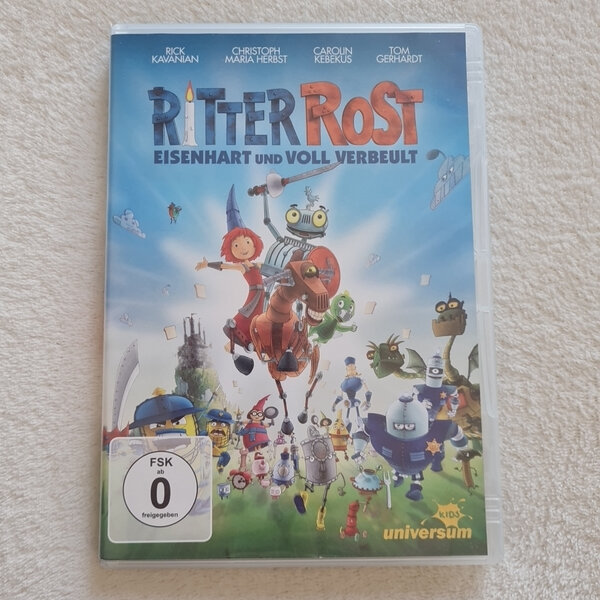 RICK CHRISTOPH CAROLIN TOM
KAVANIAN MARIA HERBST KEBEKUS GERHARDT
RITTER ROST
EISENHART UND VOLL VERBEULT
FSK
ab
0
freigegeben
KIDS
universum